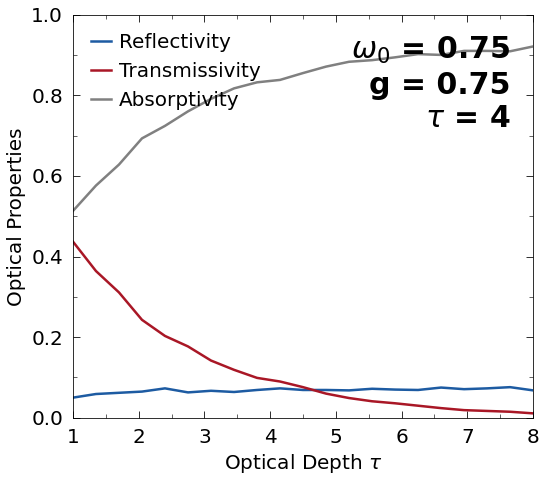 Reflectivity
Transmissivity
Absorptivity
ω₀ = 0.75
g = 0.75
τ = 4
Optical Properties
1.0
0.8
0.6
0.4
0.2
0.0
1 2 3 4 5 6 7 8
Optical Depth τ